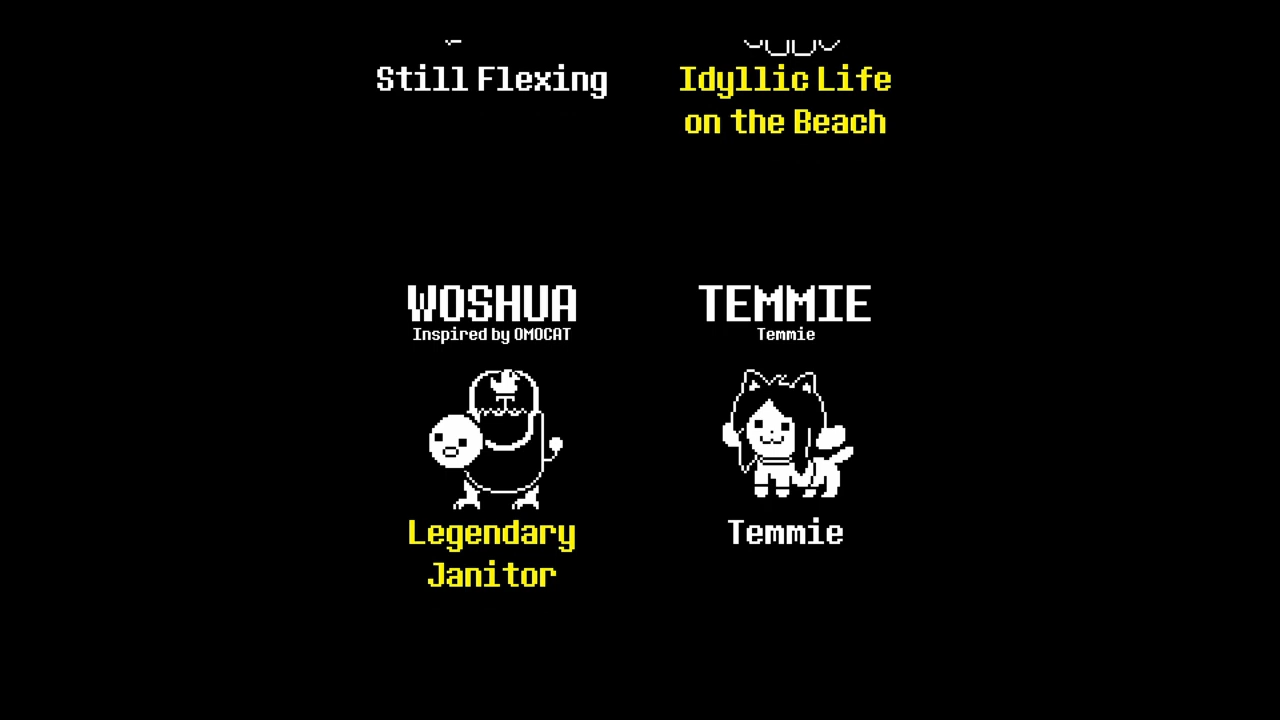 Still Flexing
Idyllic Life
on the Beach
WOSHUA
Inspired by OMOCAT
Legendary
Janitor
TEMMIE
Temmie
Temmie